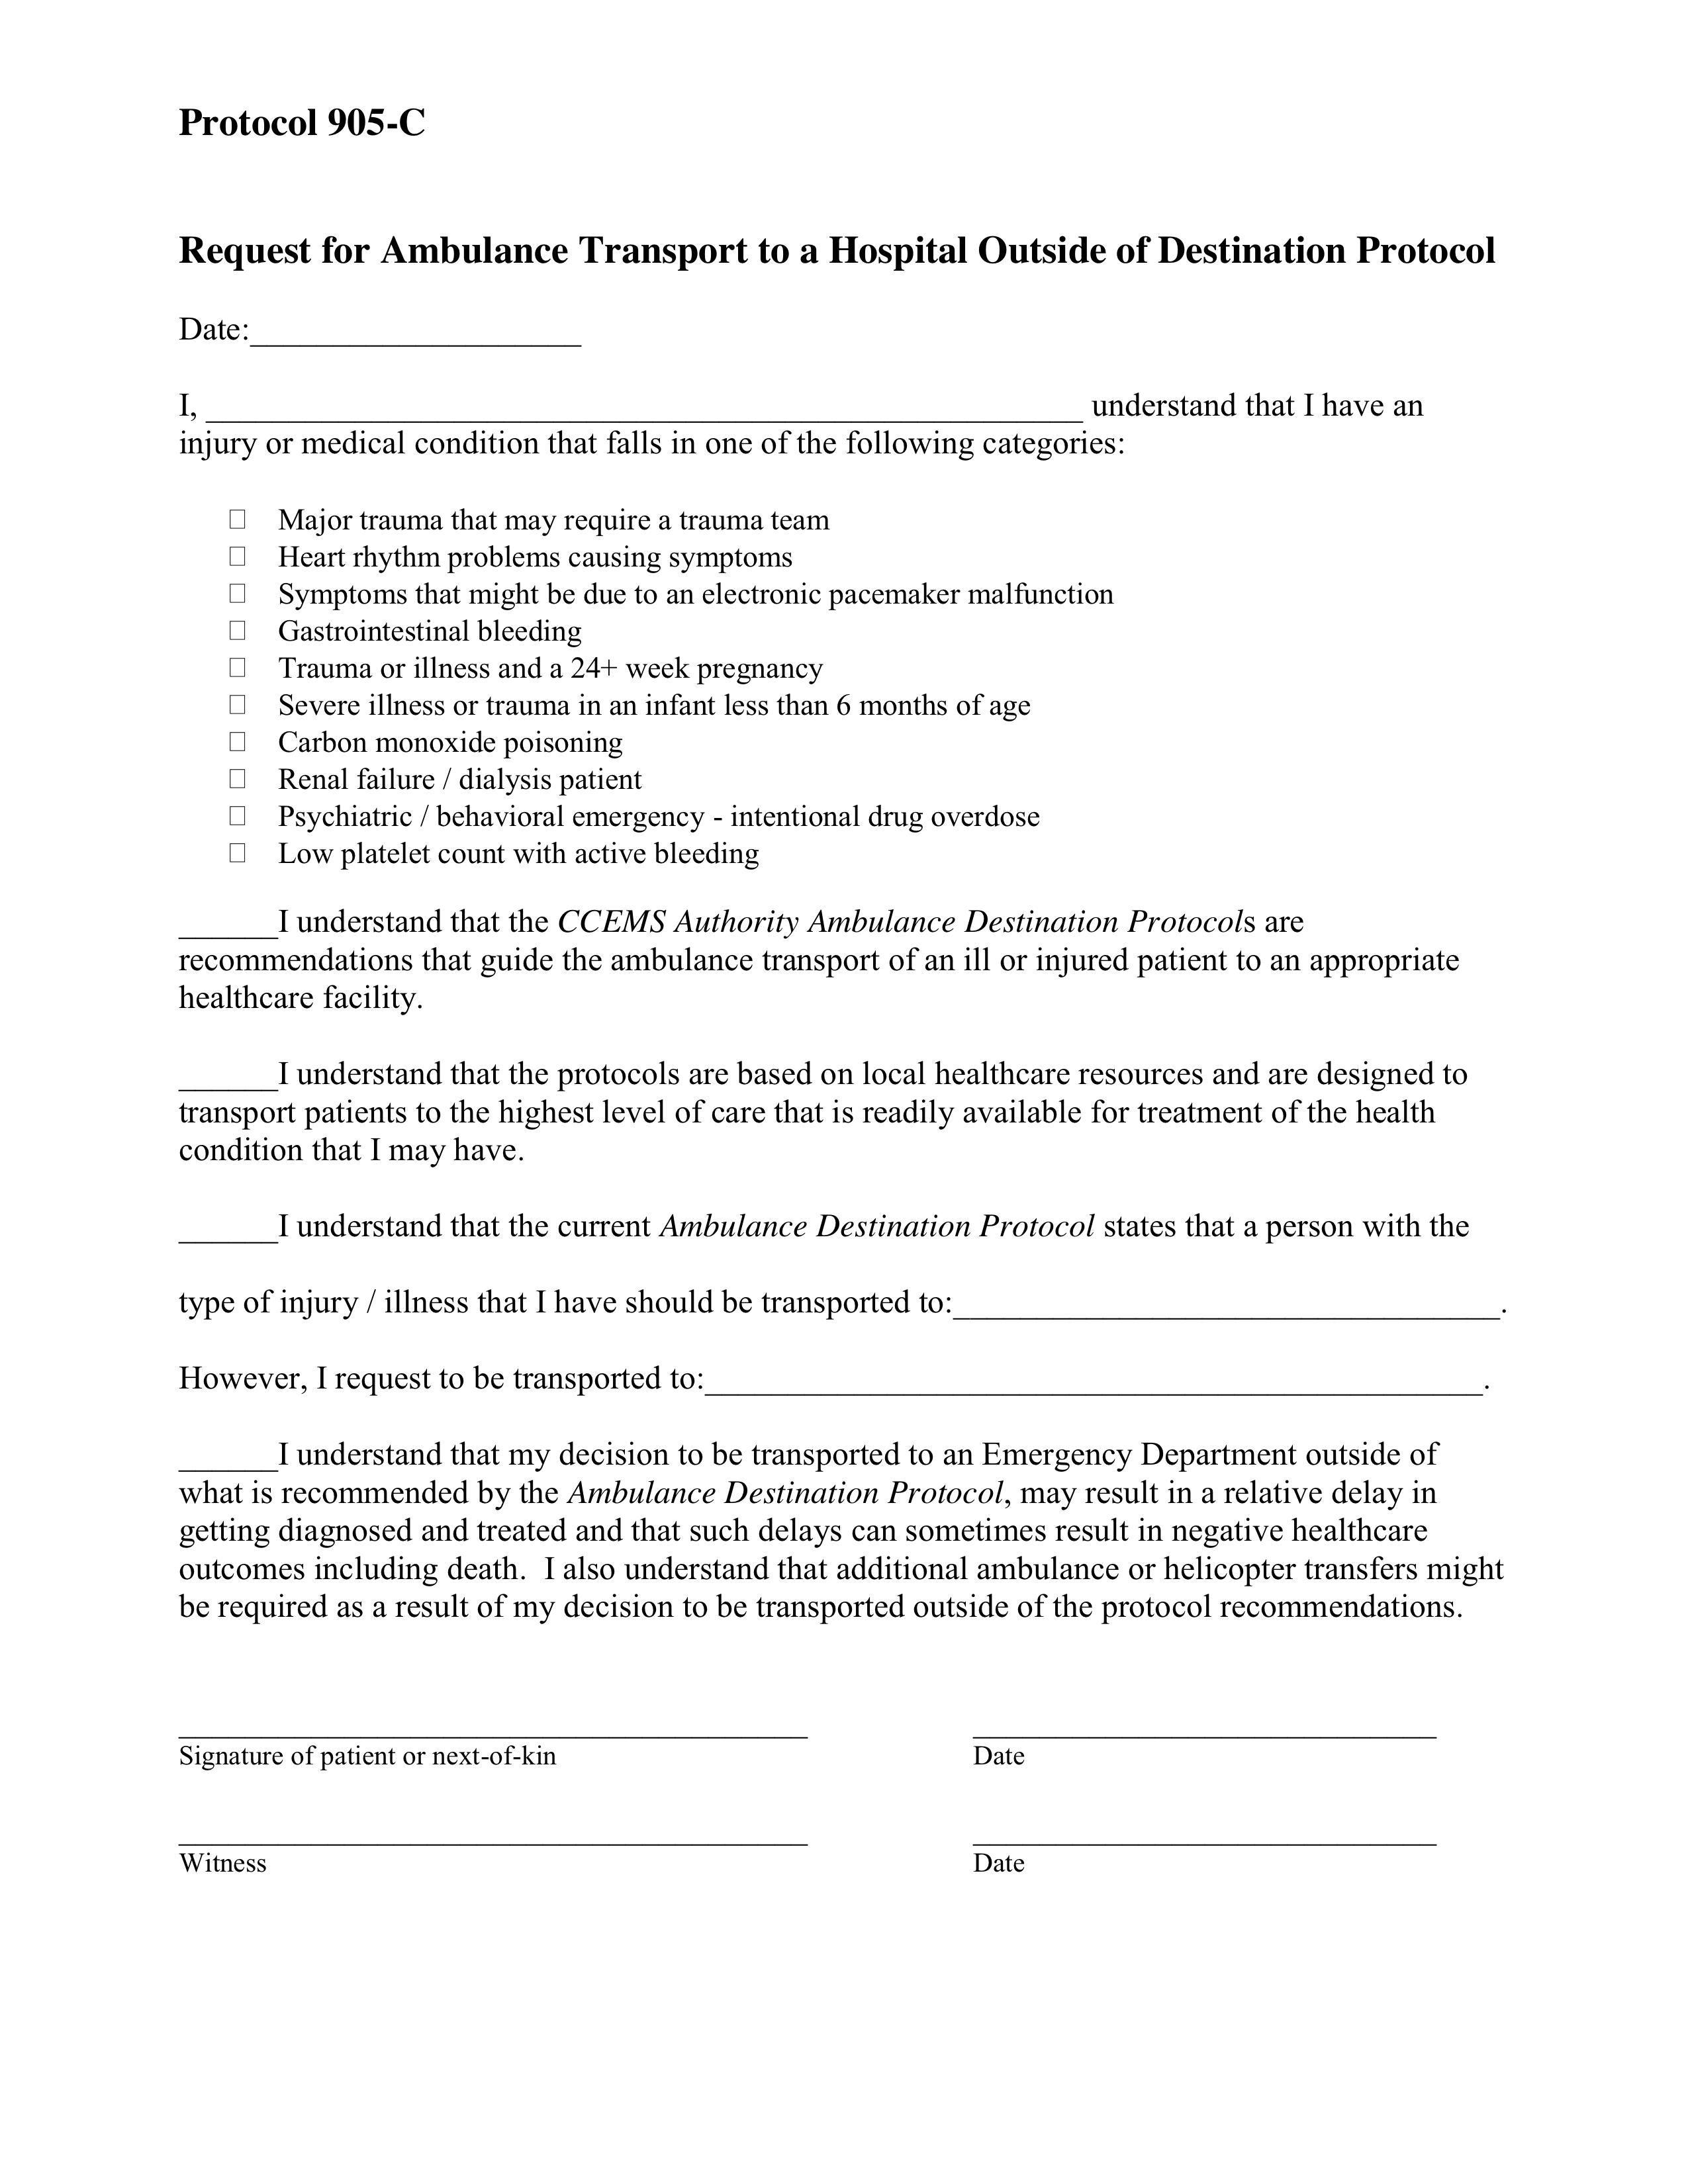 Protocol 905-C
Request for Ambulance Transport to a Hospital Outside of Destination Protocol
Date:____________________
I, _____________________________________________________ understand that I have an
injury or medical condition that falls in one of the following categories:
☐ Major trauma that may require a trauma team
☐ Heart rhythm problems causing symptoms
☐ Symptoms that might be due to an electronic pacemaker malfunction
☐ Gastrointestinal bleeding
☐ Trauma or illness and a 24+ week pregnancy
☐ Severe illness or trauma in an infant less than 6 months of age
☐ Carbon monoxide poisoning
☐ Renal failure / dialysis patient
☐ Psychiatric / behavioral emergency - intentional drug overdose
☐ Low platelet count with active bleeding
______I understand that the CCEMS Authority Ambulance Destination Protocols are
recommendations that guide the ambulance transport of an ill or injured patient to an appropriate
healthcare facility.
______I understand that the protocols are based on local healthcare resources and are designed to
transport patients to the highest level of care that is readily available for treatment of the health
condition that I may have.
______I understand that the current Ambulance Destination Protocol states that a person with the
type of injury / illness that I have should be transported to:_________________________________.
However, I request to be transported to:_______________________________________________.
______I understand that my decision to be transported to an Emergency Department outside of
what is recommended by the Ambulance Destination Protocol, may result in a relative delay in
getting diagnosed and treated and that such delays can sometimes result in negative healthcare
outcomes including death.  I also understand that additional ambulance or helicopter transfers might
be required as a result of my decision to be transported outside of the protocol recommendations.
______________________________________ ____________________________
Signature of patient or next-of-kin Date
______________________________________ ____________________________
Witness Date